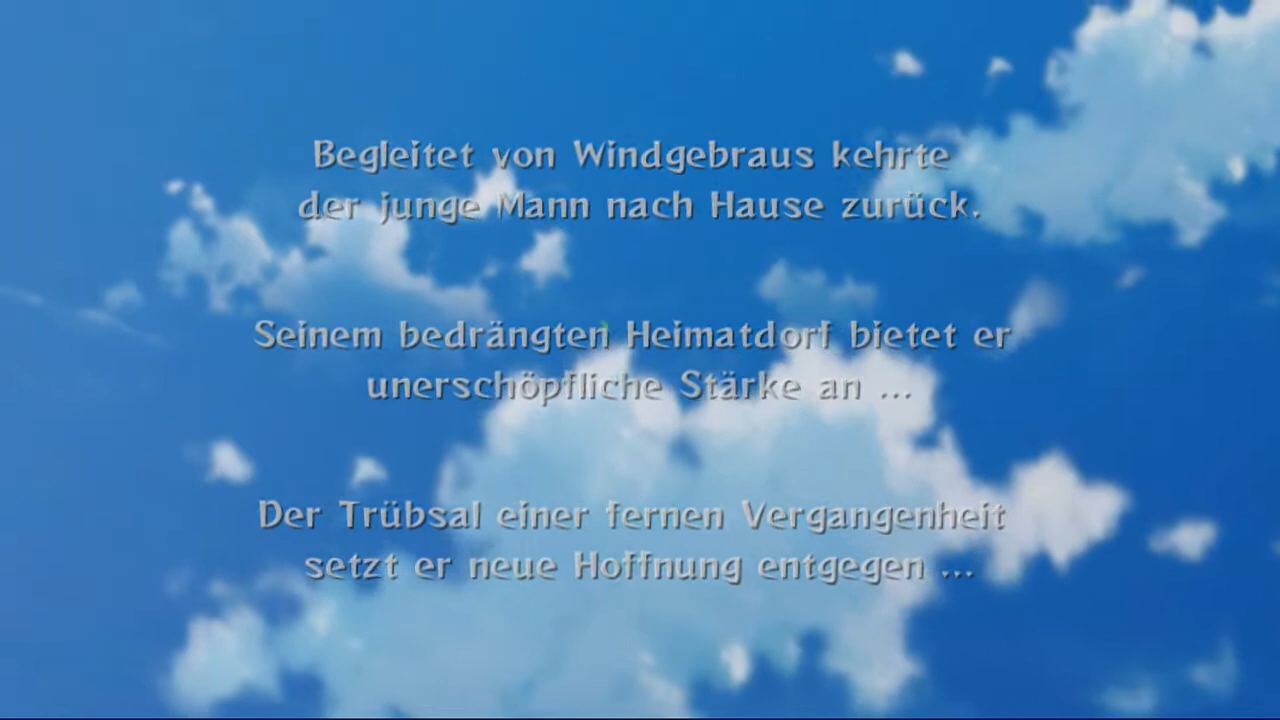 Begleitet von Windgebraus kehrte
der junge Mann nach Hause zurück.
Seinem bedrängten Heimatdorf bietet er
unerschöpfliche Stärke an ...
Der Trübsal einer fernen Vergangenheit
setzt er neue Hoffnung entgegen ...